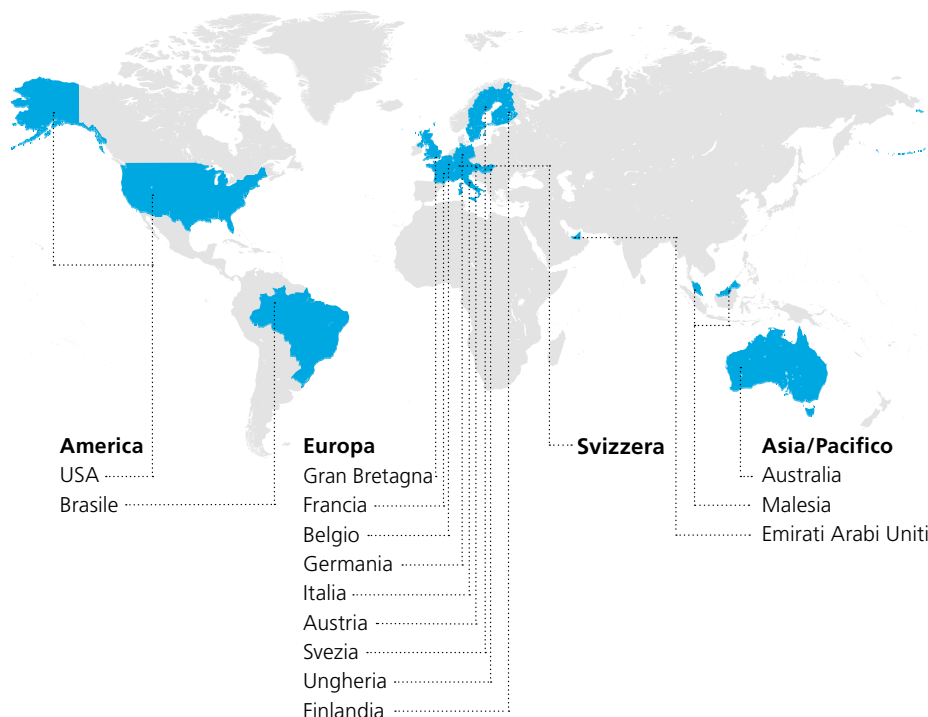 America
USA
Brasile
Europa
Gran Bretagna
Francia
Belgio
Germania
Italia
Austria
Svezia
Ungheria
Finlandia
Svizzera
Asia/Pacifico
Australia
Malesia
Emirati Arabi Uniti